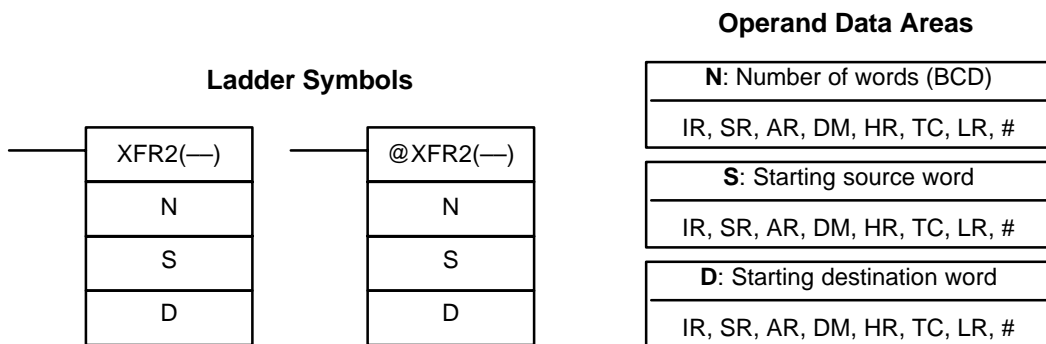 Operand Data Areas
Ladder Symbols
N: Number of words (BCD)
IR, SR, AR, DM, HR, TC, LR, #
XFR2(—)
@XFR2(—)
S: Starting source word
N
N
IR, SR, AR, DM, HR, TC, LR, #
S
S
D: Starting destination word
D
D
IR, SR, AR, DM, HR, TC, LR, #